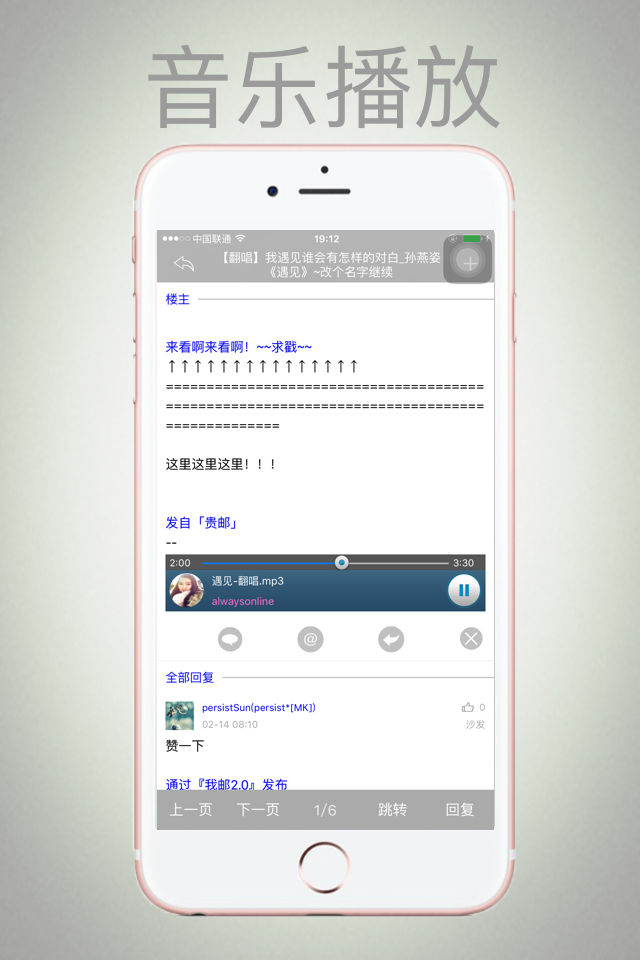 音乐播放
中国联通 19:12
【翻唱】我遇见谁会有怎样的对白_孙燕姿
《遇见》~改个名字继续
楼主
来看啊来看啊！~~求戳~~
↑↑↑↑↑↑↑↑↑↑↑↑↑↑↑
=======================================
=======================================
==============
这里这里这里！！！
发自「贵邮」
--
2:00 3:30
遇见-翻唱.mp3
alwaysonline
@
全部回复
persistSun(persist*[MK]) 0
02-14 08:10 沙发
赞一下
通过『我邮2.0』发布
上一页 下一页 1/6 跳转 回复